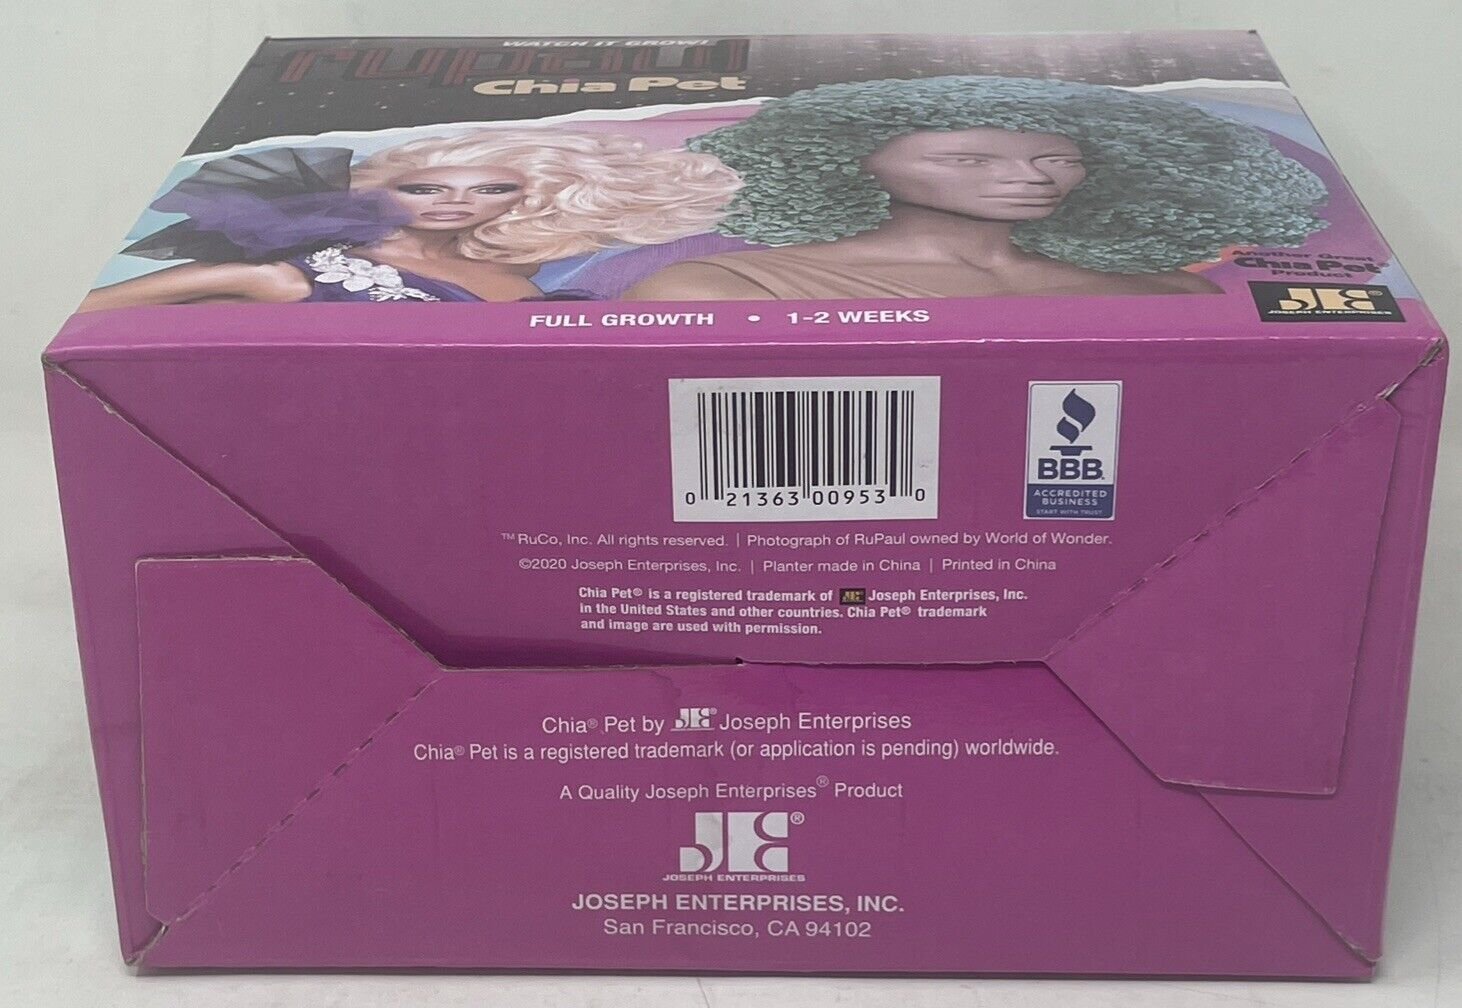 WATCH IT GROW!
rupaul
Chia Pet®
Another Great
Chia Pet®
Product
JE®
JOSEPH ENTERPRISES
FULL GROWTH • 1-2 WEEKS
0 21363 00953 0
BBB
ACCREDITED
BUSINESS
START WITH TRUST
™ RuCo, Inc. All rights reserved. | Photograph of RuPaul owned by World of Wonder.
©2020 Joseph Enterprises, Inc. | Planter made in China | Printed in China
Chia Pet® is a registered trademark of JE Joseph Enterprises, Inc.
in the United States and other countries. Chia Pet® trademark
and image are used with permission.
Chia® Pet by JE® Joseph Enterprises
Chia® Pet is a registered trademark (or application is pending) worldwide.
A Quality Joseph Enterprises® Product
JE®
JOSEPH ENTERPRISES
JOSEPH ENTERPRISES, INC.
San Francisco, CA 94102